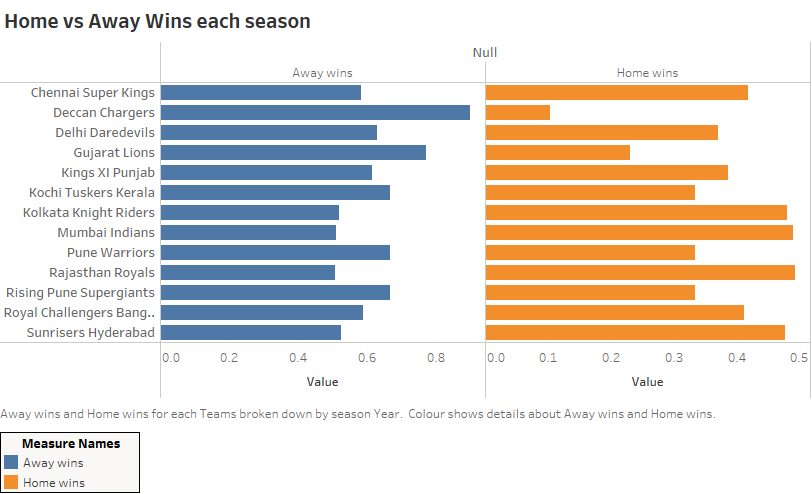 Home vs Away Wins each season
Null
Away wins Home wins
Chennai Super Kings
Deccan Chargers
Delhi Daredevils
Gujarat Lions
Kings XI Punjab
Kochi Tuskers Kerala
Kolkata Knight Riders
Mumbai Indians
Pune Warriors
Rajasthan Royals
Rising Pune Supergiants
Royal Challengers Bang..
Sunrisers Hyderabad
0.0 0.2 0.4 0.6 0.8 0.0 0.1 0.2 0.3 0.4 0.5
Value Value
Away wins and Home wins for each Teams broken down by season Year. Colour shows details about Away wins and Home wins.
Measure Names
Away wins
Home wins